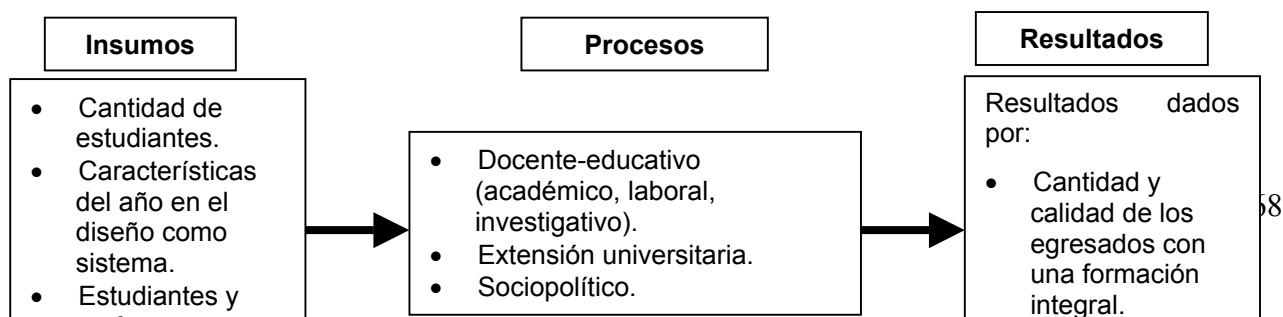 Insumos
Procesos
Resultados
• Cantidad de
estudiantes.
• Características
del año en el
diseño como
sistema.
• Estudiantes y
• Docente-educativo
(académico, laboral,
investigativo).
• Extensión universitaria.
• Sociopolítico.
Resultados dados
por:
• Cantidad y
calidad de los
egresados con
una formación
integral.